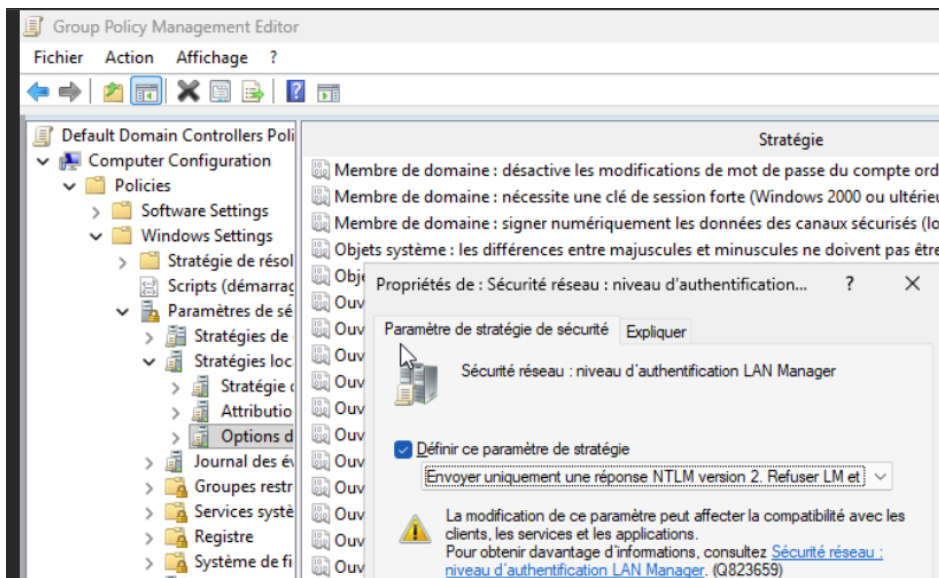 Group Policy Management Editor
Fichier Action Affichage ?
Default Domain Controllers Poli
Computer Configuration
Policies
Software Settings
Windows Settings
Stratégie de résol
Scripts (démarrag
Paramètres de sé
Stratégies de
Stratégies loc
Stratégie d
Attributio
Options d
Journal des év
Groupes restr
Services systè
Registre
Système de fi
Stratégie
Membre de domaine : désactive les modifications de mot de passe du compte ord
Membre de domaine : nécessite une clé de session forte (Windows 2000 ou ultérieu
Membre de domaine : signer numériquement les données des canaux sécurisés (lo
Objets système : les différences entre majuscules et minuscules ne doivent pas être
Obje
Ouv
Ouv
Ouv
Ouv
Ouv
Ouv
Ouv
Ouv
Ouv
Ouv
Ouv
Propriétés de : Sécurité réseau : niveau d'authentification... ?
Paramètre de stratégie de sécurité Expliquer
Sécurité réseau : niveau d'authentification LAN Manager
Définir ce paramètre de stratégie
Envoyer uniquement une réponse NTLM version 2. Refuser LM et
La modification de ce paramètre peut affecter la compatibilité avec les
clients, les services et les applications.
Pour obtenir davantage d'informations, consultez Sécurité réseau :
niveau d'authentification LAN Manager. (Q823659)